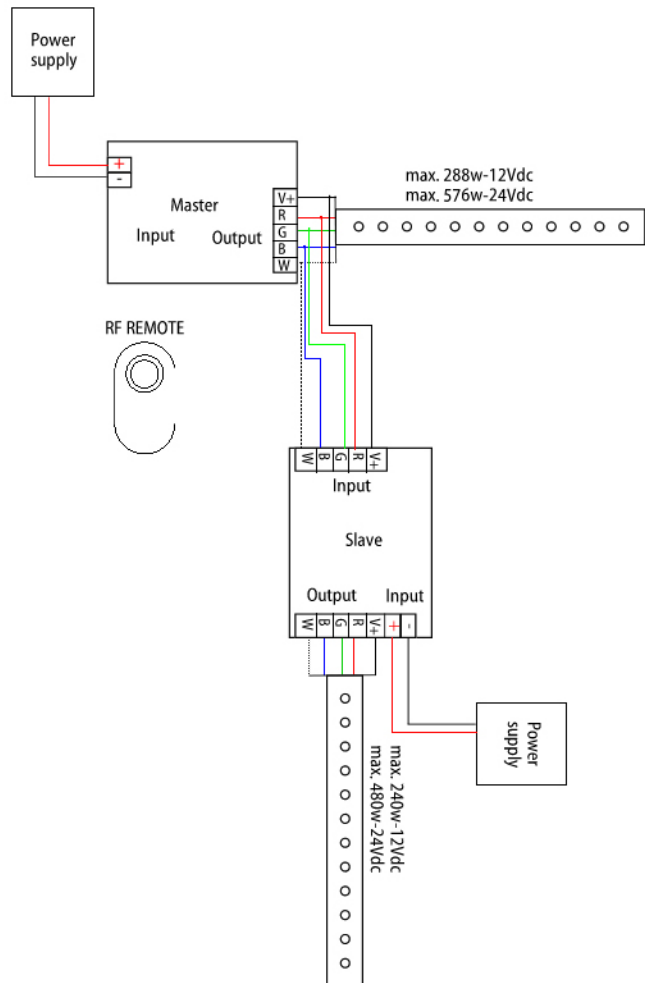 Power
supply
+
-
Master
Input
Output
V+
R
G
B
W
max. 288w-12Vdc
max. 576w-24Vdc
RF REMOTE
W B G R V+
Input
Slave
Output
Input
W B G R V+ + -
Power
supply
max. 240w-12Vdc
max. 480w-24Vdc